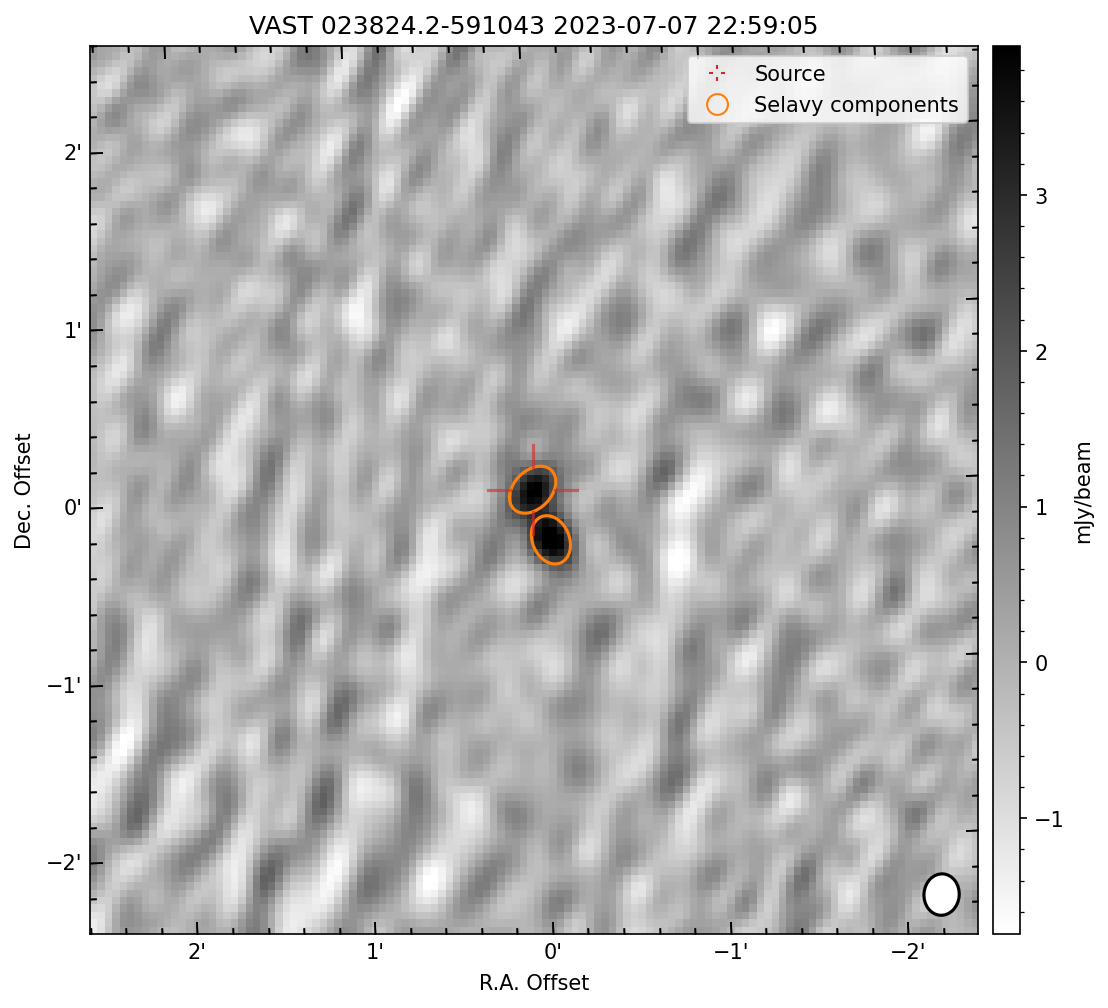 VAST 023824.2-591043 2023-07-07 22:59:05
Source
Selavy components
2'
1'
0'
−1'
−2'
Dec. Offset
2'
1'
0'
−1'
−2'
R.A. Offset
3
2
1
0
−1
mJy/beam